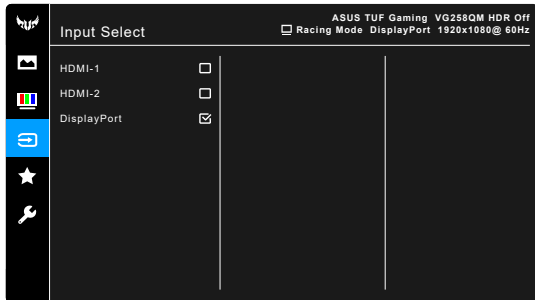 ASUS TUF Gaming VG258QM HDR Off
Input Select
Racing Mode DisplayPort 1920x1080@ 60Hz
HDMI-1
HDMI-2
DisplayPort